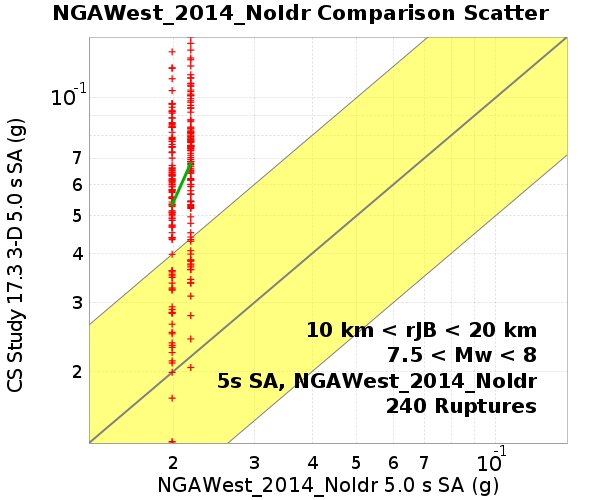 NGAWest_2014_NoIdr Comparison Scatter
CS Study 17.3 3-D 5.0 s SA (g)
10-1
7
6
5
4
3
2
10 km < rJB < 20 km
7.5 < Mw < 8
5s SA, NGAWest_2014_NoIdr
240 Ruptures
2 3 4 5 6 7 10-1
NGAWest_2014_NoIdr 5.0 s SA (g)